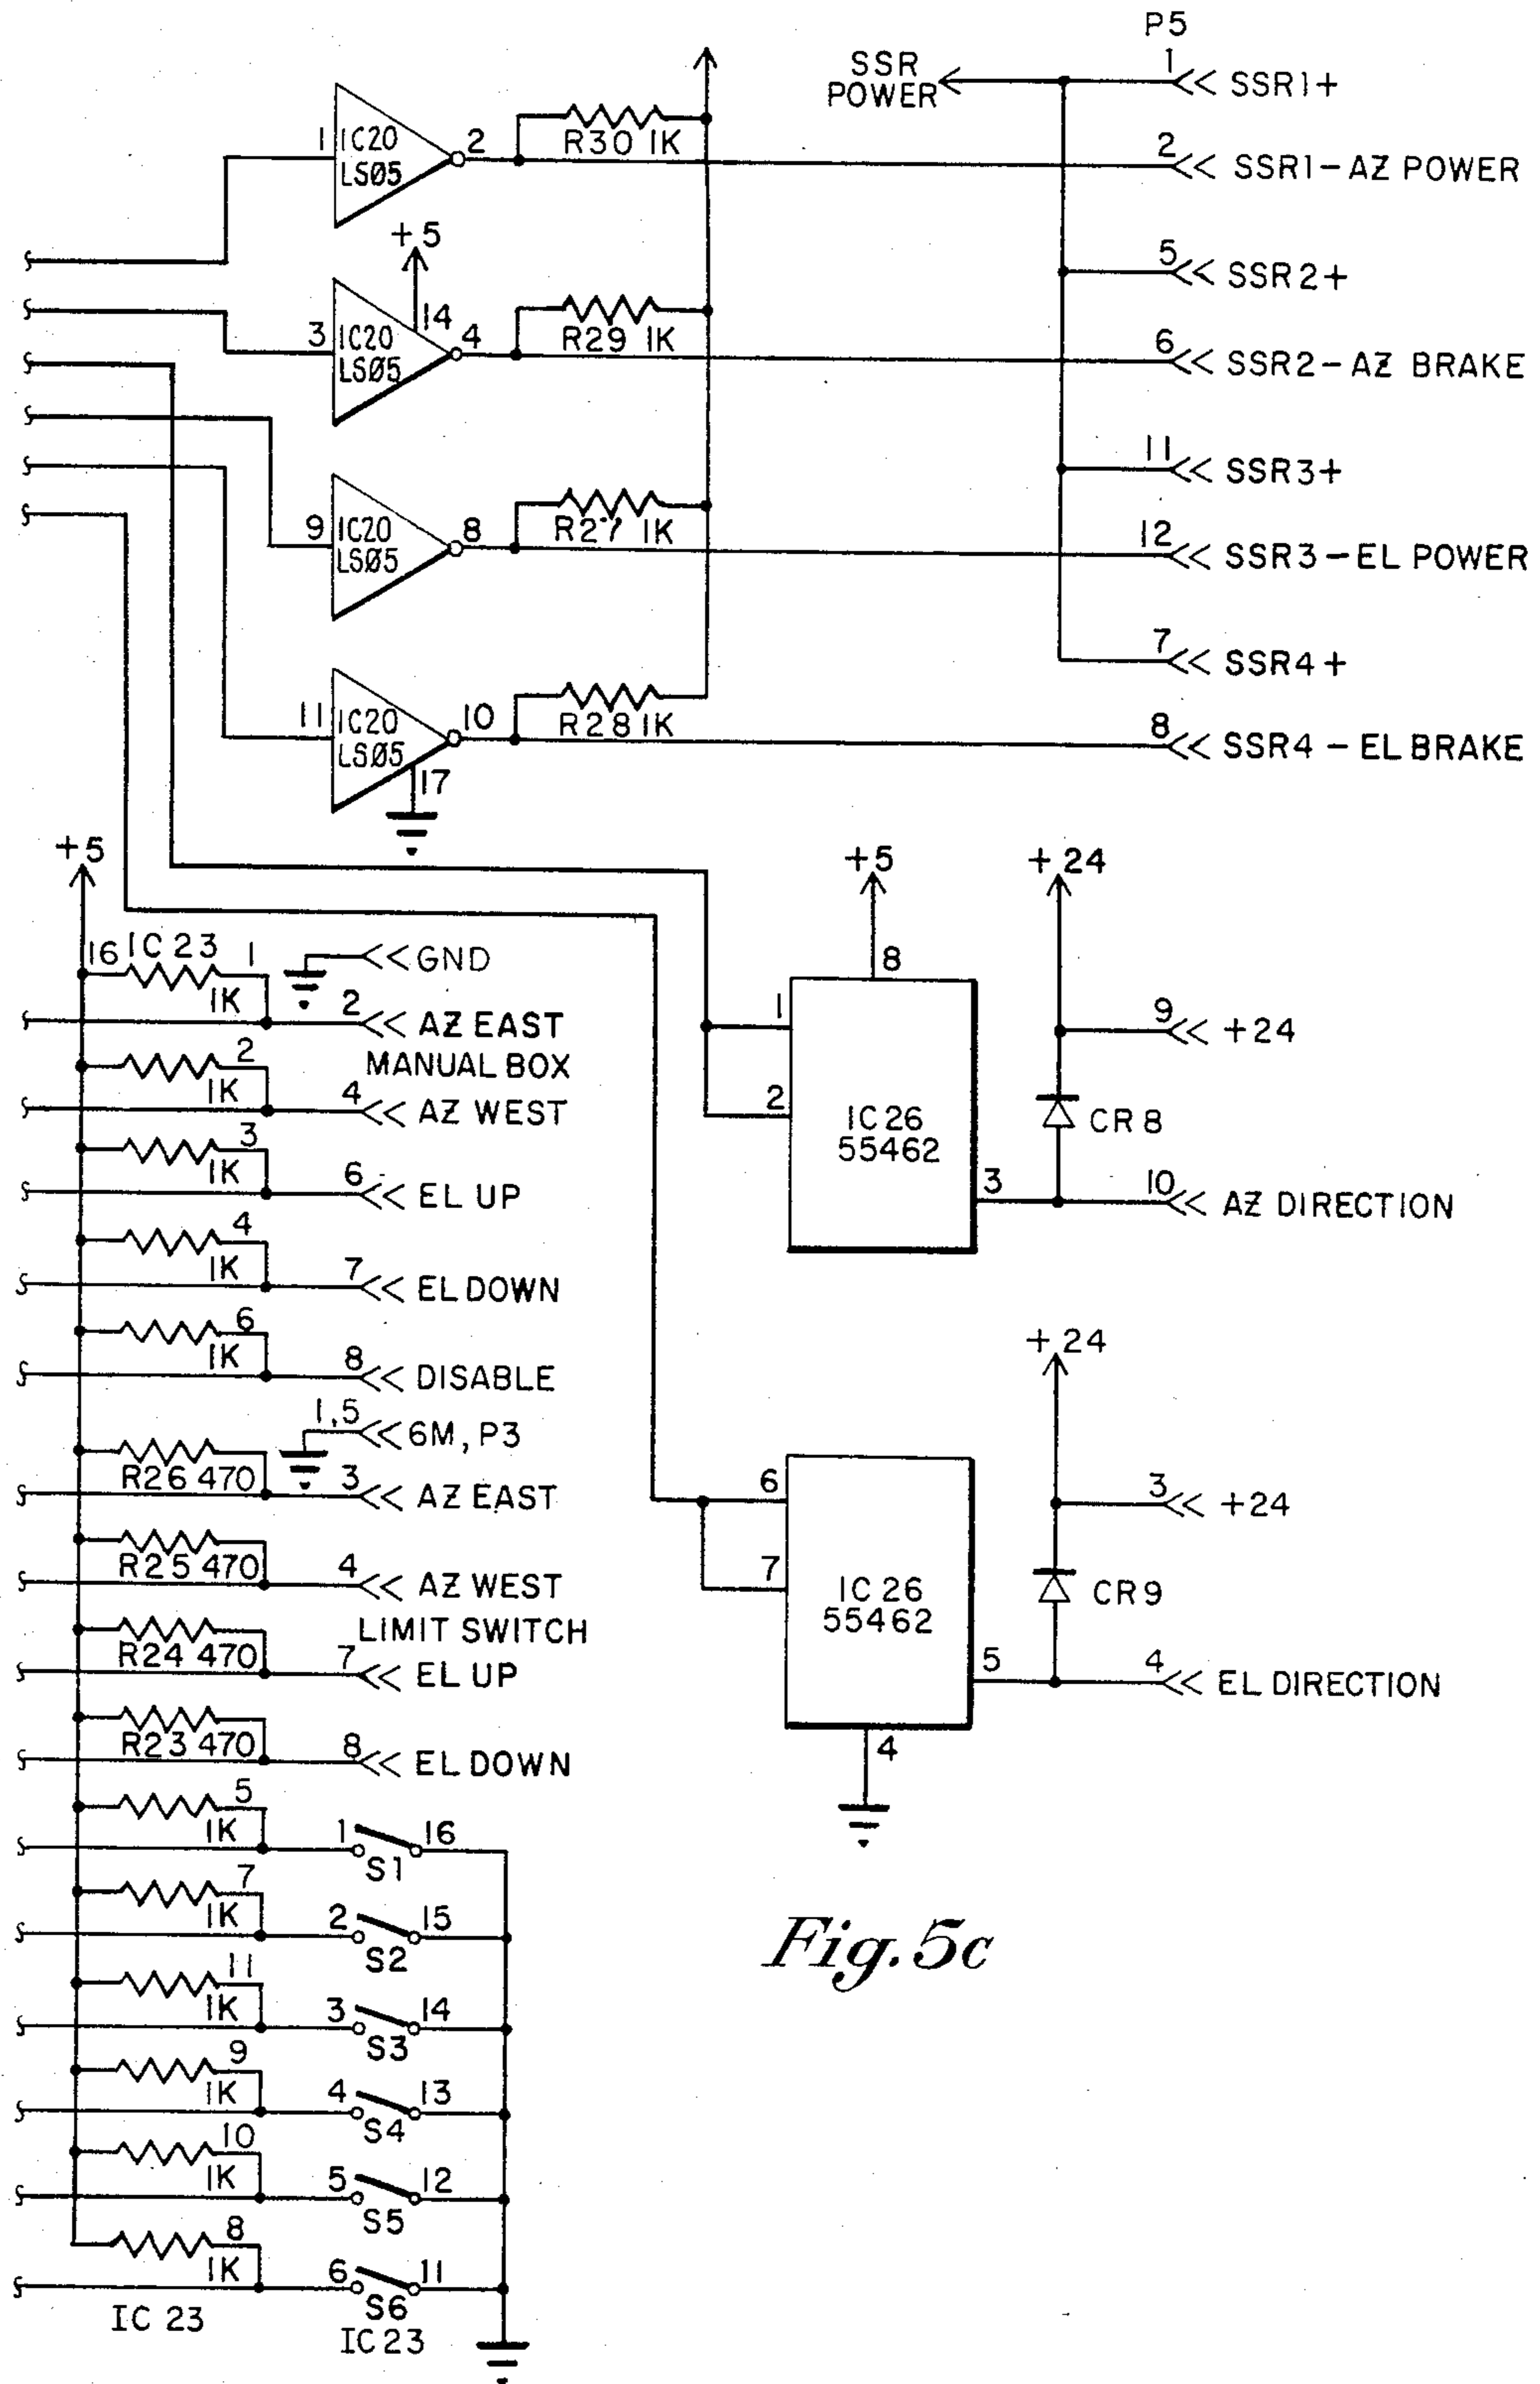 P5
SSR
POWER
1 SSR1+
1 IC20 2
LSØ5
R30 1K
2 SSR1-AZ POWER
+5
5 SSR2+
14
3 IC20 4
LSØ5
R29 1K
6 SSR2-AZ BRAKE
11 SSR3+
9 IC20 8
LSØ5
R27 1K
12 SSR3-EL POWER
7 SSR4+
11 IC20 10
LSØ5
R28 1K
8 SSR4-EL BRAKE
17
+5
16 IC 23 1
1K
GND
2 AZ EAST
MANUAL BOX
2
1K
4 AZ WEST
3
1K
6 EL UP
4
1K
7 EL DOWN
6
1K
8 DISABLE
1,5 6M, P3
R26 470
3 AZ EAST
R25 470
4 AZ WEST
LIMIT SWITCH
R24 470
7 EL UP
R23 470
8 EL DOWN
5
1K
1 S1 16
7
1K
2 S2 15
11
1K
3 S3 14
9
1K
4 S4 13
10
1K
5 S5 12
8
1K
6 S6 11
IC 23
IC23
+5
8
+24
9 +24
1
2
IC 26
55462
CR8
3
10 AZ DIRECTION
+24
3 +24
6
7
IC 26
55462
CR9
5
4 EL DIRECTION
4
Fig. 5c